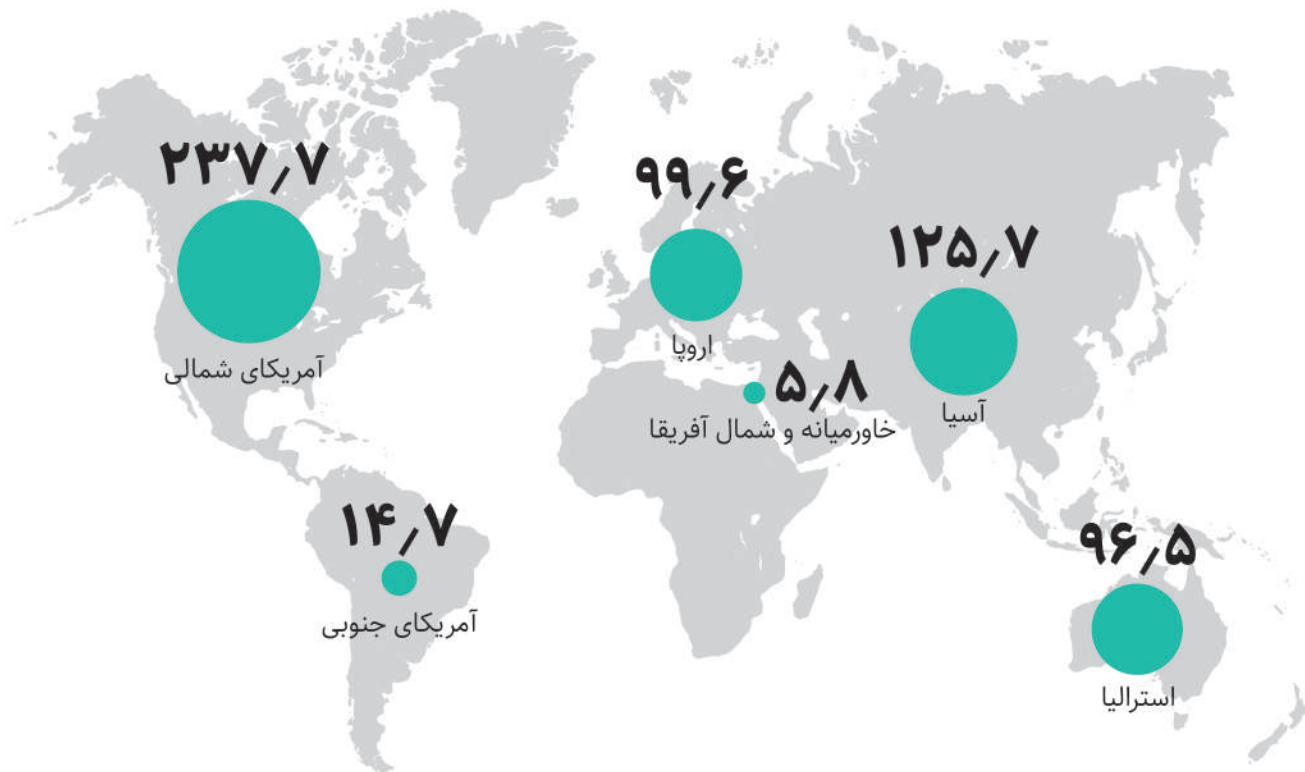 ۲۳۷٫۷
آمریکای شمالی
۹۹٫۶
اروپا
۱۲۵٫۷
آسیا
۵٫۸
خاورمیانه و شمال آفریقا
۱۴٫۷
آمریکای جنوبی
۹۶٫۵
استرالیا